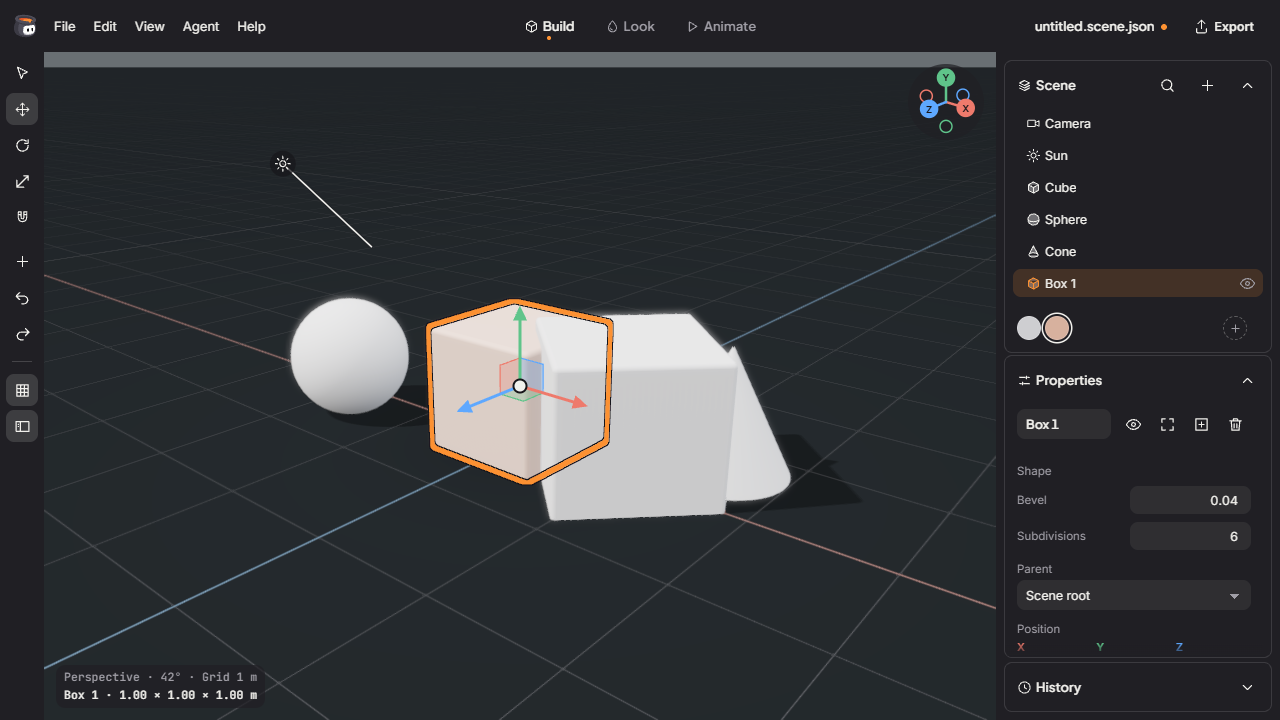 File Edit View Agent Help
Build Look Animate
untitled.scene.json Export
Y
Z X
Scene
Camera
Sun
Cube
Sphere
Cone
Box 1
Properties
Box 1
Shape
Bevel 0.04
Subdivisions 6
Parent
Scene root
Position
X Y Z
History
Perspective · 42° · Grid 1 m
Box 1 · 1.00 × 1.00 × 1.00 m